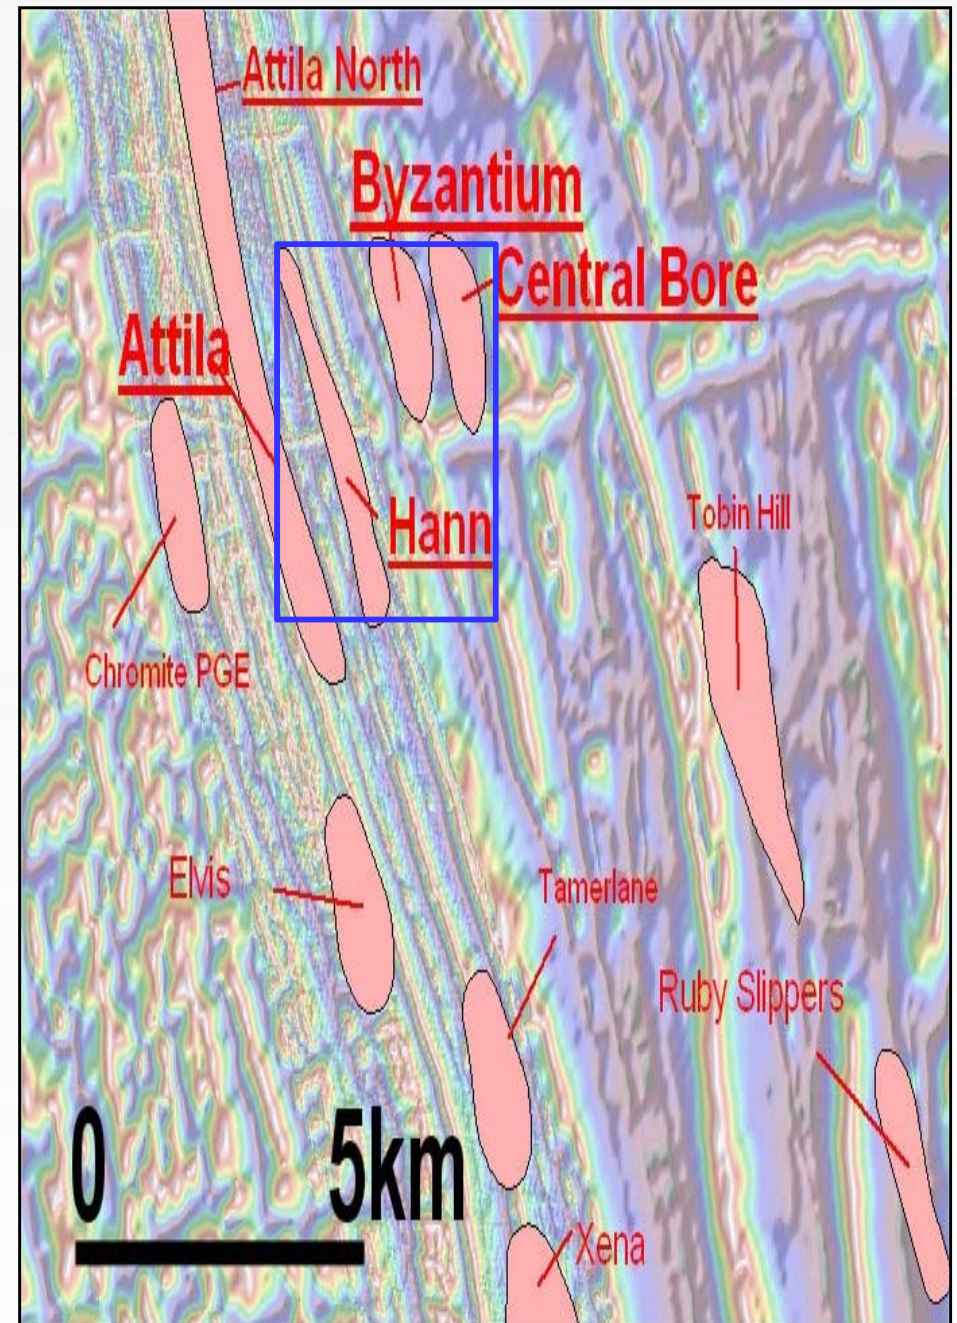 Attila North
Byzantium
Central Bore
Attila
Hann
Tobin Hill
Chromite PGE
Elvis
Tamerlane
Ruby Slippers
0 5km
Xena